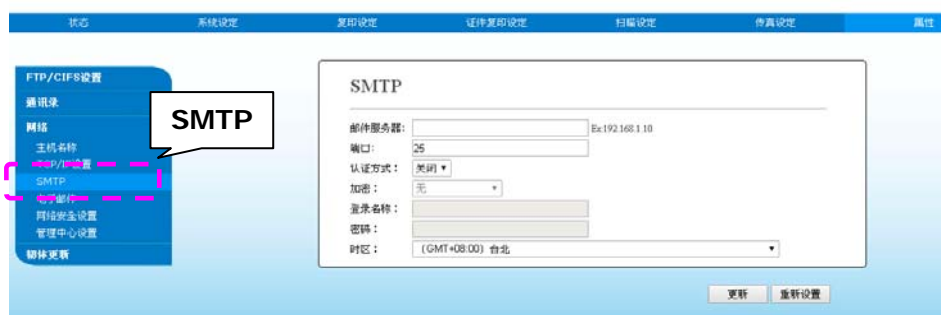 状态 系统设定 复印设定 证件复印设定 扫描设定 传真设定 属性
FTP/CIFS设置
通讯录
网络
主机名称
TCP/IP设置
SMTP
电子邮件
网络安全设置
管理中心设置
韧体更新
SMTP
SMTP
邮件服务器: Ex:192.168.1.10
端口: 25
认证方式: 关闭
加密: 无
登录名称:
密码:
时区: (GMT+08:00) 台北
更新 重新设置